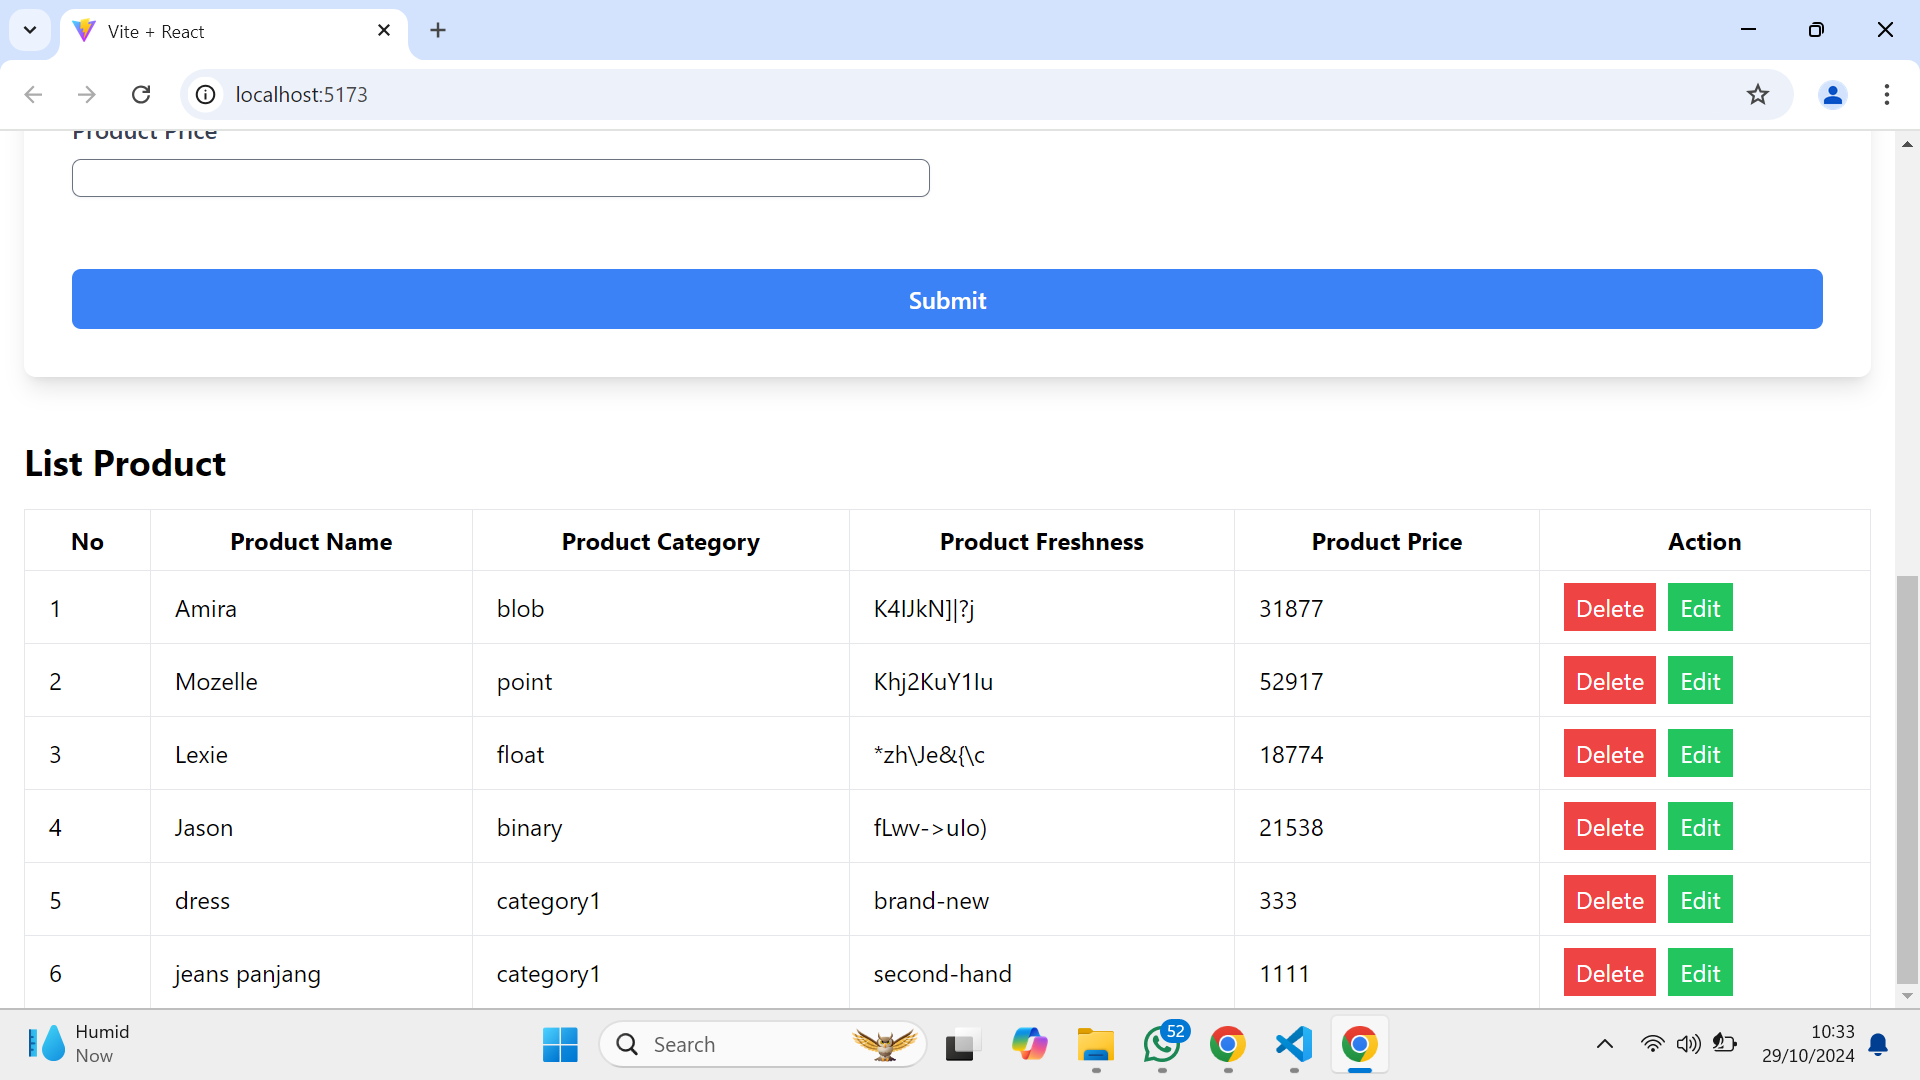 Vite + React
localhost:5173
Product Price
Submit
List Product
No Product Name Product Category Product Freshness Product Price Action
1 Amira blob K4IJkN]|?j 31877 Delete Edit
2 Mozelle point Khj2KuY1Iu 52917 Delete Edit
3 Lexie float *zh\Je&{\c 18774 Delete Edit
4 Jason binary fLwv->uIo) 21538 Delete Edit
5 dress category1 brand-new 333 Delete Edit
6 jeans panjang category1 second-hand 1111 Delete Edit
Humid
Now
Search
52
10:33
29/10/2024